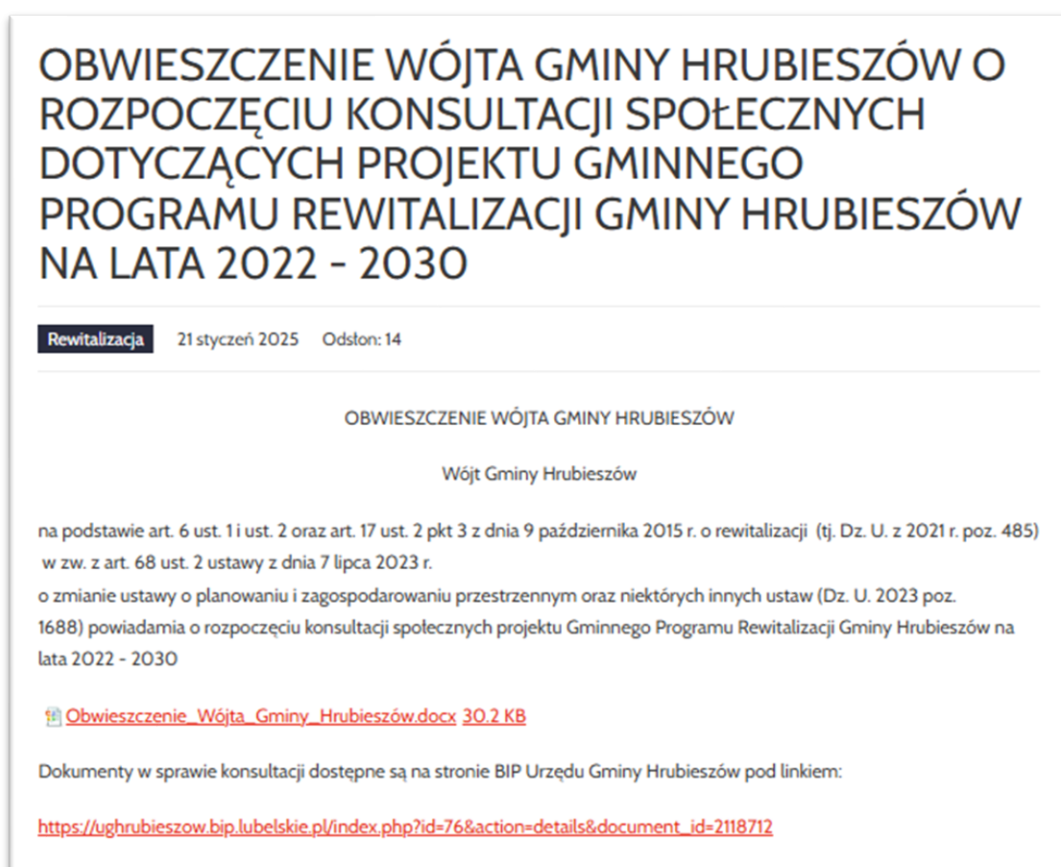 OBWIESZCZENIE WÓJTA GMINY HRUBIESZÓW O
ROZPOCZĘCIU KONSULTACJI SPOŁECZNYCH
DOTYCZĄCYCH PROJEKTU GMINNEGO
PROGRAMU REWITALIZACJI GMINY HRUBIESZÓW
NA LATA 2022 - 2030
Rewitalizacja 21 styczeń 2025 Odsłon: 14
OBWIESZCZENIE WÓJTA GMINY HRUBIESZÓW
Wójt Gminy Hrubieszów
na podstawie art. 6 ust. 1 i ust. 2 oraz art. 17 ust. 2 pkt 3 z dnia 9 października 2015 r. o rewitalizacji (tj. Dz. U. z 2021 r. poz. 485)
w zw. z art. 68 ust. 2 ustawy z dnia 7 lipca 2023 r.
o zmianie ustawy o planowaniu i zagospodarowaniu przestrzennym oraz niektórych innych ustaw (Dz. U. 2023 poz.
1688) powiadamia o rozpoczęciu konsultacji społecznych projektu Gminnego Programu Rewitalizacji Gminy Hrubieszów na
lata 2022 - 2030
Obwieszczenie_Wójta_Gminy_Hrubieszów.docx 30.2 KB
Dokumenty w sprawie konsultacji dostępne są na stronie BIP Urzędu Gminy Hrubieszów pod linkiem:
https://ughrubieszow.bip.lubelskie.pl/index.php?id=76&action=details&document_id=2118712